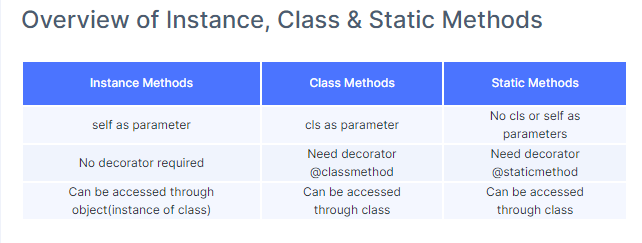 Overview of Instance, Class & Static Methods
Instance Methods
Class Methods
Static Methods
self as parameter
cls as parameter
No cls or self as
parameters
No decorator required
Need decorator
@classmethod
Need decorator
@staticmethod
Can be accessed through
object(instance of class)
Can be accessed
through class
Can be accessed
through class